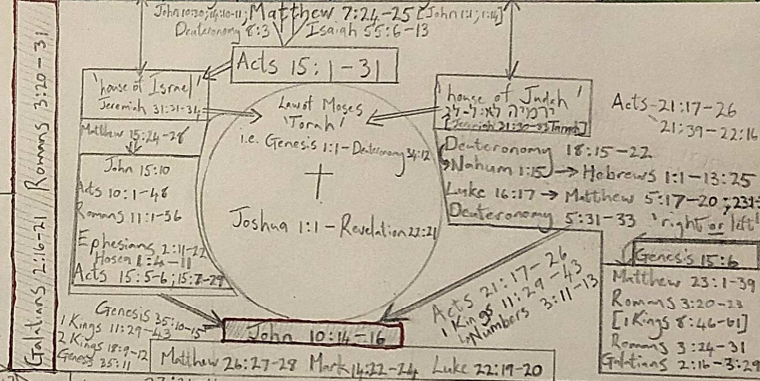 John 10:30; 14:10-11; Matthew 7:24-25 [John 1:1; 1:14]
Deuteronomy 8:3 Isaiah 55:6-13
Acts 15:1-31
'house of Israel'
Jeremiah 31:31-34
Matthew 15:24-28
John 15:10
Acts 10:1-48
Romans 11:1-36
Ephesians 2:11-22
Hosea 1:4-11
Acts 15:5-6; 15:7-29
Law of Moses
'Torah'
i.e. Genesis 1:1-Deuteronomy 34:12
Joshua 1:1-Revelation 22:21
'house of Judah'
ירמיה לא:ל-לג
[Jeremiah 31:30-33 Tanach]
Acts 21:17-26
21:39-22:16
Deuteronomy 18:15-22
Nahum 1:15 → Hebrews 1:1-13:25
Luke 16:17 → Matthew 5:17-20; 23:1-3
Deuteronomy 5:31-33 'right or left'
Genesis 15:6
Matthew 23:1-39
Romans 3:20-23
[1 Kings 8:46-61]
Romans 3:24-31
Galatians 2:16-3:29
Acts 21:17-26
1 Kings 11:29-43
Numbers 3:11-13
Genesis 35:10-15
1 Kings 11:29-43
2 Kings 18:9-12
Genesis 35:11
John 10:14-16
Matthew 26:27-28 Mark 14:22-24 Luke 22:19-20
Galatians 2:16-21 / Romans 3:20-31